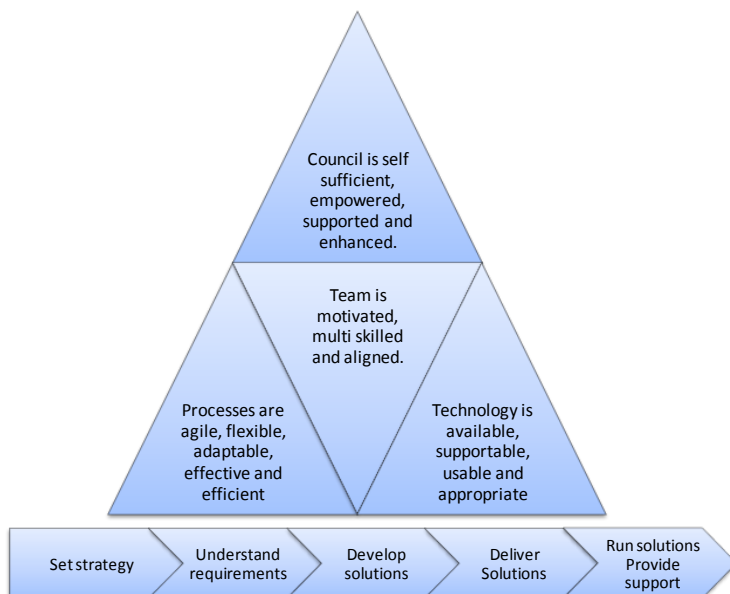 Council is self
sufficient,
empowered,
supported and
enhanced.
Team is
motivated,
multi skilled
and aligned.
Processes are
agile, flexible,
adaptable,
effective and
efficient
Technology is
available,
supportable,
usable and
appropriate
Set strategy
Understand
requirements
Develop
solutions
Deliver
Solutions
Run solutions
Provide
support